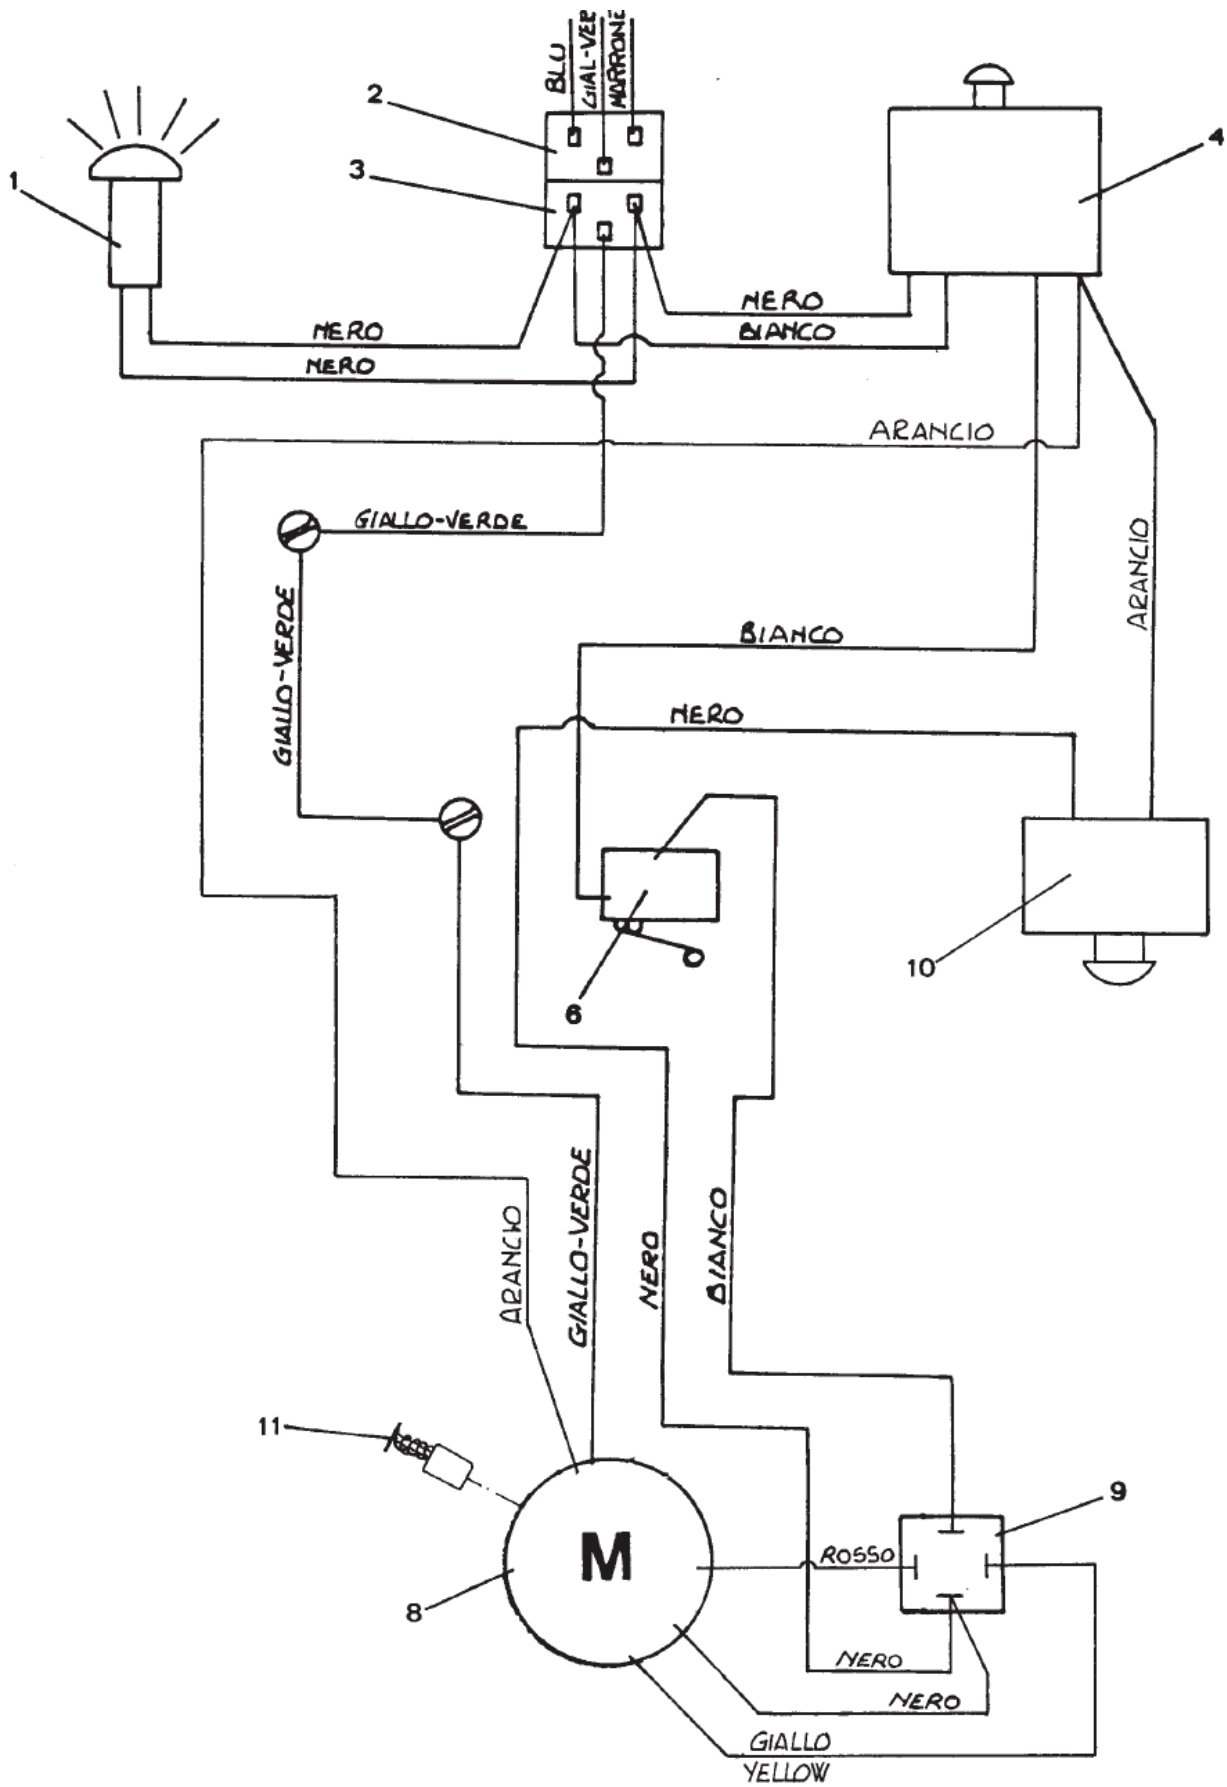 BLU
GIAL-VER
MARRONE
2
3
1
4
NERO
BIANCO
NERO
NERO
ARANCIO
GIALLO-VERDE
ARANCIO
GIALLO-VERDE
BIANCO
NERO
10
6
ARANCIO
GIALLO-VERDE
NERO
BIANCO
11
M
9
ROSSO
8
NERO
NERO
GIALLO
YELLOW